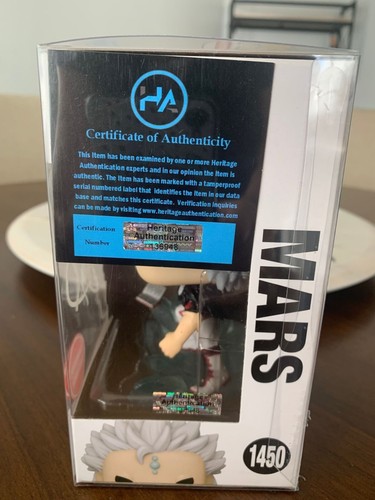 HA
Certificate of Authenticity
This Item has been examined by one or more Heritage
Authentication experts and in our opinion the item is
authentic. The item has been marked with a tamperproof
serial numbered label that identifies the item in our data
base and matches this certificate. Verification inquiries
can be made by visiting www.heritageauthentication.com
Certification
Number
Heritage
Authentication
MARS
1450